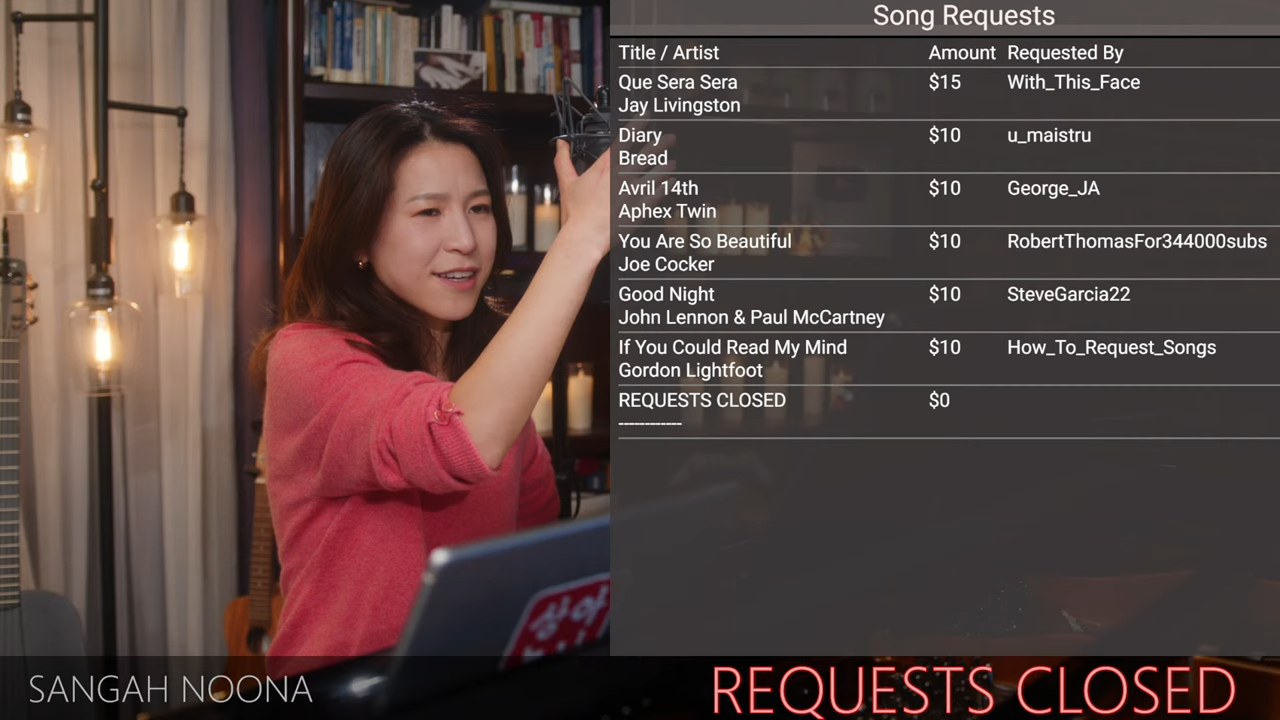 Song Requests
Title / Artist Amount Requested By
Que Sera Sera $15 With_This_Face
Jay Livingston
Diary $10 u_maistru
Bread
Avril 14th $10 George_JA
Aphex Twin
You Are So Beautiful $10 RobertThomasFor344000subs
Joe Cocker
Good Night $10 SteveGarcia22
John Lennon & Paul McCartney
If You Could Read My Mind $10 How_To_Request_Songs
Gordon Lightfoot
REQUESTS CLOSED $0
------------
상아
SANGAH NOONA
REQUESTS CLOSED